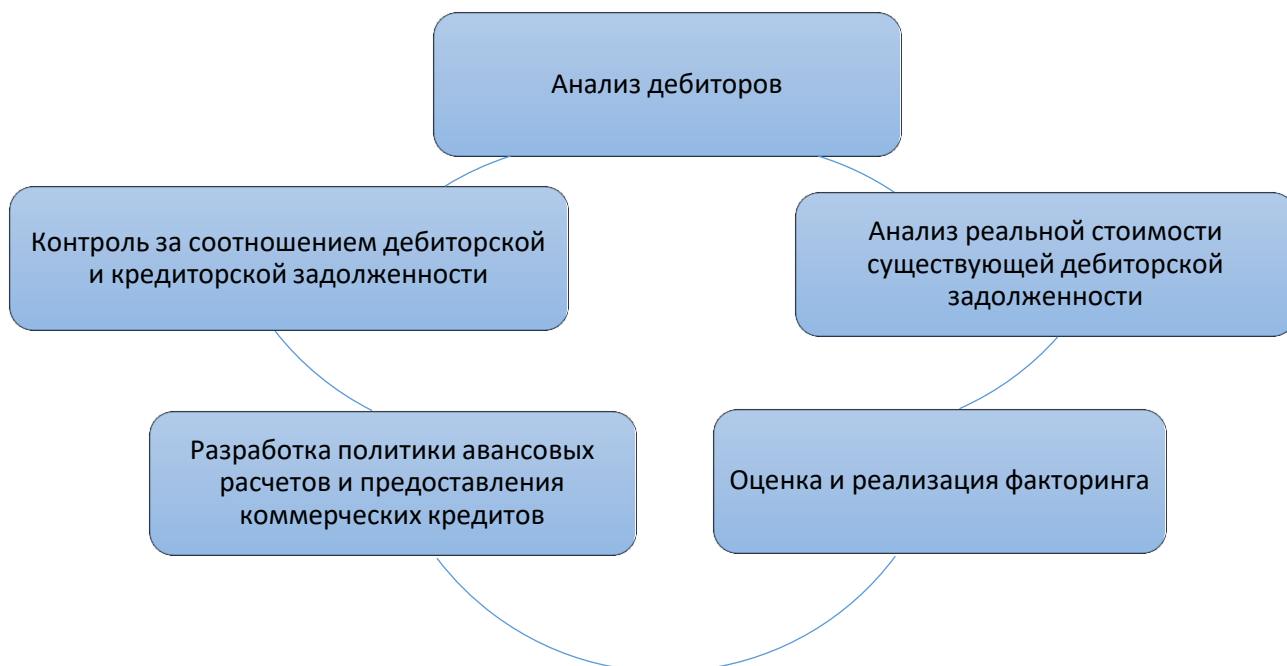 Анализ дебиторов
Контроль за соотношением дебиторской
и кредиторской задолженности
Анализ реальной стоимости
существующей дебиторской
задолженности
Разработка политики авансовых
расчетов и предоставления
коммерческих кредитов
Оценка и реализация факторинга